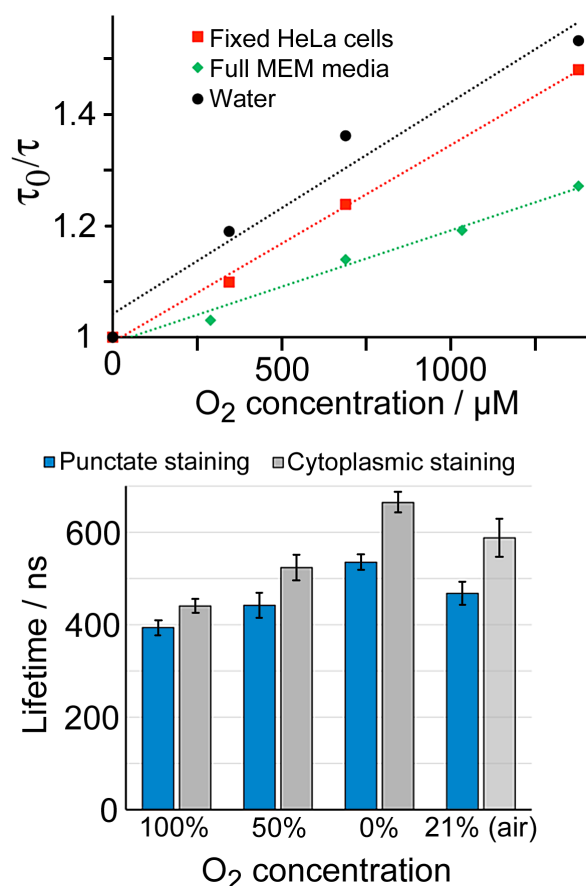 Fixed HeLa cells
Full MEM media
Water
τ₀/τ
1.4
1.2
1
0 500 1000
O₂ concentration / µM
Punctate staining Cytoplasmic staining
Lifetime / ns
600
400
200
0
100% 50% 0% 21% (air)
O₂ concentration